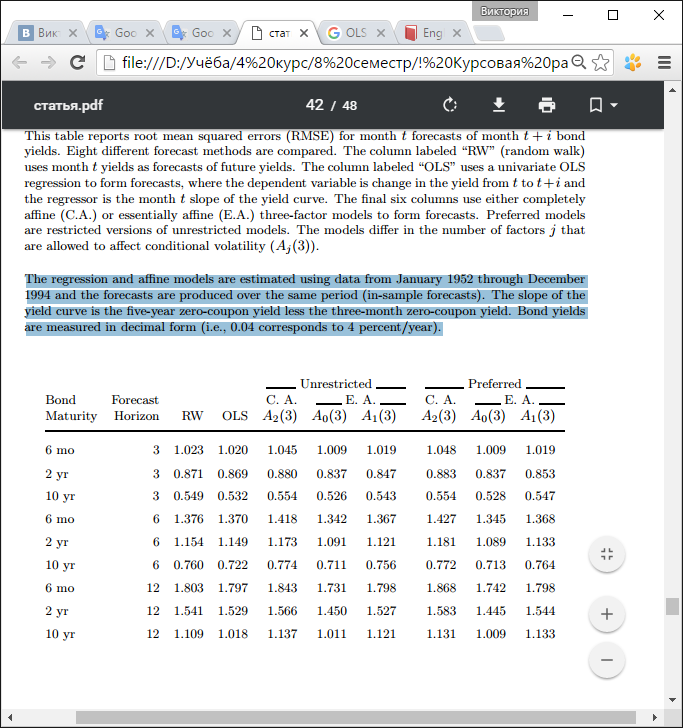 Виктория
Вик
Goo
Goo
стат
OLS
Eng
file:///D:/Учёба/4%20курс/8%20семестр/!%20Курсовая%20ра
статья.pdf
42 / 48
This table reports root mean squared errors (RMSE) for month t forecasts of month t + i bond
yields. Eight different forecast methods are compared. The column labeled “RW” (random walk)
uses month t yields as forecasts of future yields. The column labeled “OLS” uses a univariate OLS
regression to form forecasts, where the dependent variable is change in the yield from t to t+i and
the regressor is the month t slope of the yield curve. The final six columns use either completely
affine (C.A.) or essentially affine (E.A.) three-factor models to form forecasts. Preferred models
are restricted versions of unrestricted models. The models differ in the number of factors j that
are allowed to affect conditional volatility (Aj(3)).
The regression and affine models are estimated using data from January 1952 through December
1994 and the forecasts are produced over the same period (in-sample forecasts). The slope of the
yield curve is the five-year zero-coupon yield less the three-month zero-coupon yield. Bond yields
are measured in decimal form (i.e., 0.04 corresponds to 4 percent/year).
Unrestricted Preferred
Bond Forecast C. A. E. A. C. A. E. A.
Maturity Horizon RW OLS A2(3) A0(3) A1(3) A2(3) A0(3) A1(3)
6 mo 3 1.023 1.020 1.045 1.009 1.019 1.048 1.009 1.019
2 yr 3 0.871 0.869 0.880 0.837 0.847 0.883 0.837 0.853
10 yr 3 0.549 0.532 0.554 0.526 0.543 0.554 0.528 0.547
6 mo 6 1.376 1.370 1.418 1.342 1.367 1.427 1.345 1.368
2 yr 6 1.154 1.149 1.173 1.091 1.121 1.181 1.089 1.133
10 yr 6 0.760 0.722 0.774 0.711 0.756 0.772 0.713 0.764
6 mo 12 1.803 1.797 1.843 1.731 1.798 1.868 1.742 1.798
2 yr 12 1.541 1.529 1.566 1.450 1.527 1.583 1.445 1.544
10 yr 12 1.109 1.018 1.137 1.011 1.121 1.131 1.009 1.133